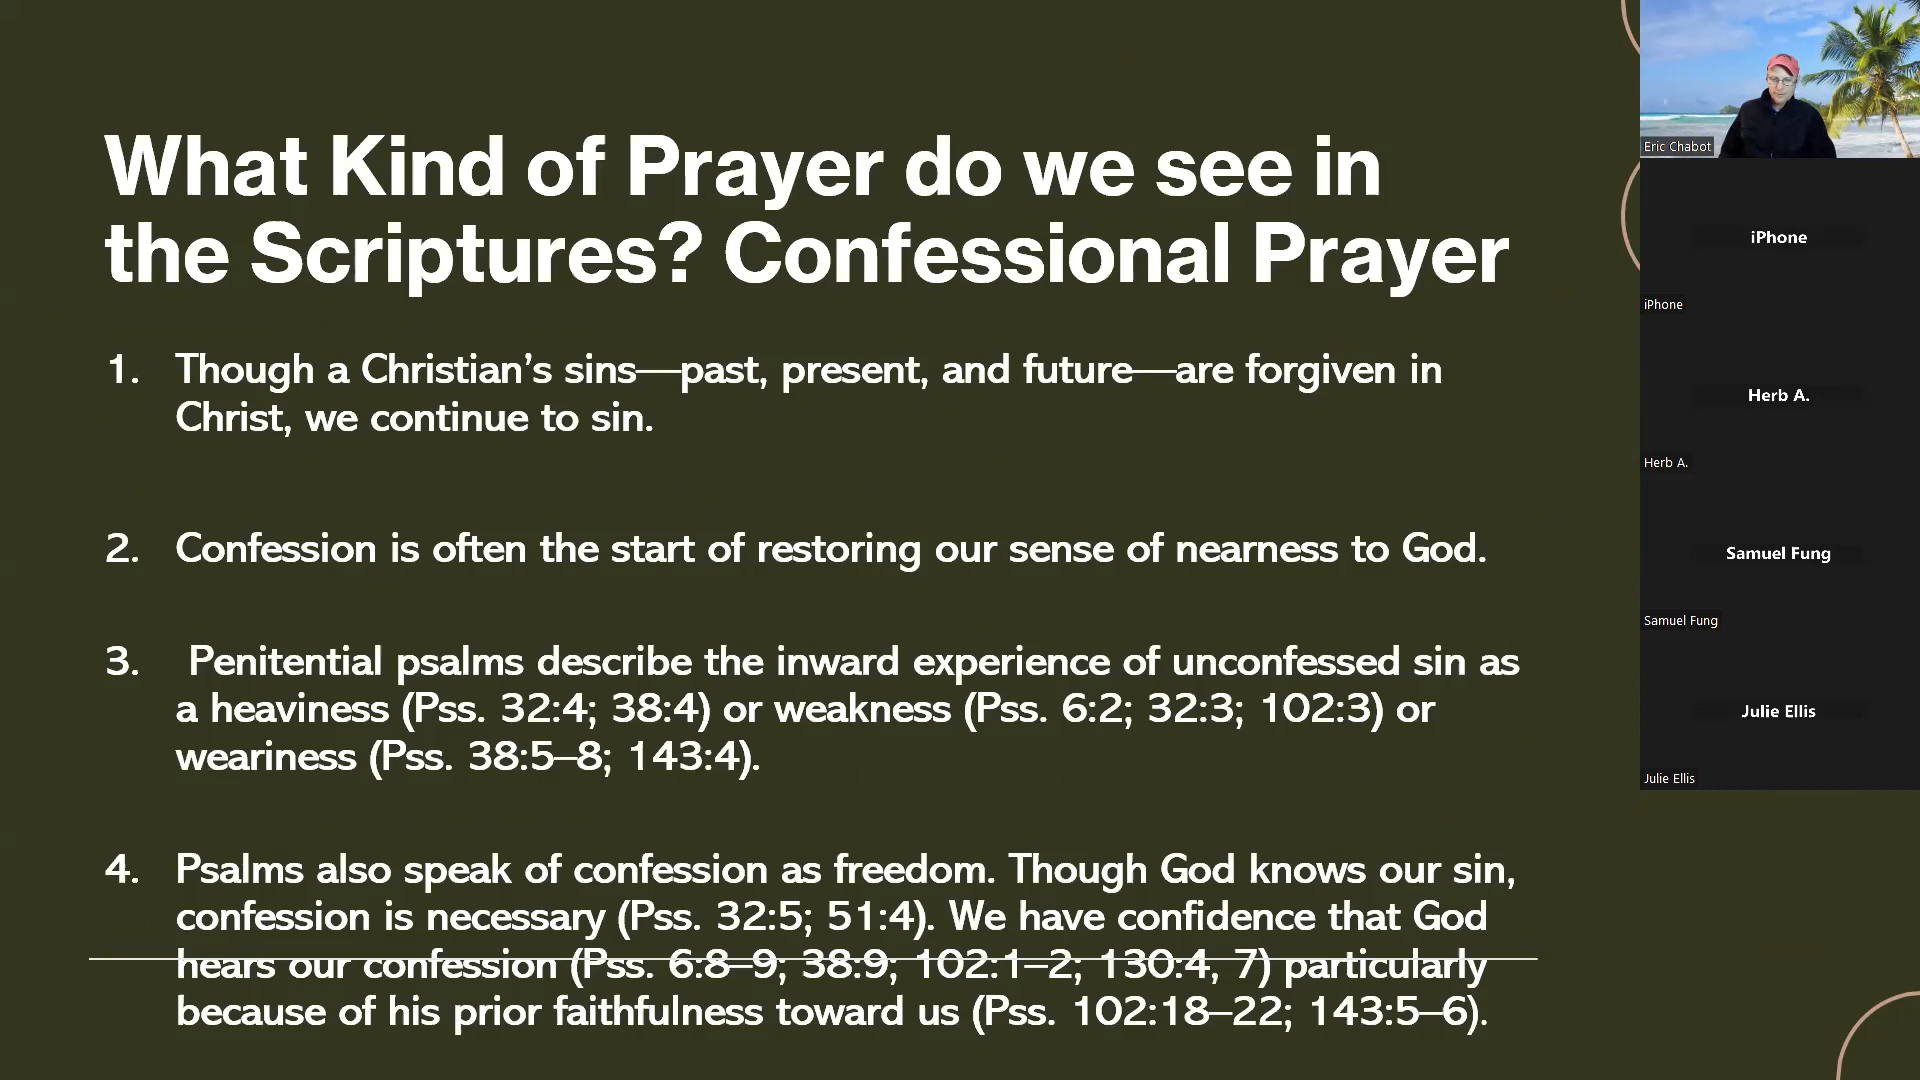 What Kind of Prayer do we see in
the Scriptures? Confessional Prayer
1. Though a Christian’s sins—past, present, and future—are forgiven in
Christ, we continue to sin.
2. Confession is often the start of restoring our sense of nearness to God.
3. Penitential psalms describe the inward experience of unconfessed sin as
a heaviness (Pss. 32:4; 38:4) or weakness (Pss. 6:2; 32:3; 102:3) or
weariness (Pss. 38:5–8; 143:4).
4. Psalms also speak of confession as freedom. Though God knows our sin,
confession is necessary (Pss. 32:5; 51:4). We have confidence that God
hears our confession (Pss. 6:8–9; 38:9; 102:1–2; 130:4, 7) particularly
because of his prior faithfulness toward us (Pss. 102:18–22; 143:5–6).
Eric Chabot
iPhone
iPhone
Herb A.
Herb A.
Samuel Fung
Samuel Fung
Julie Ellis
Julie Ellis